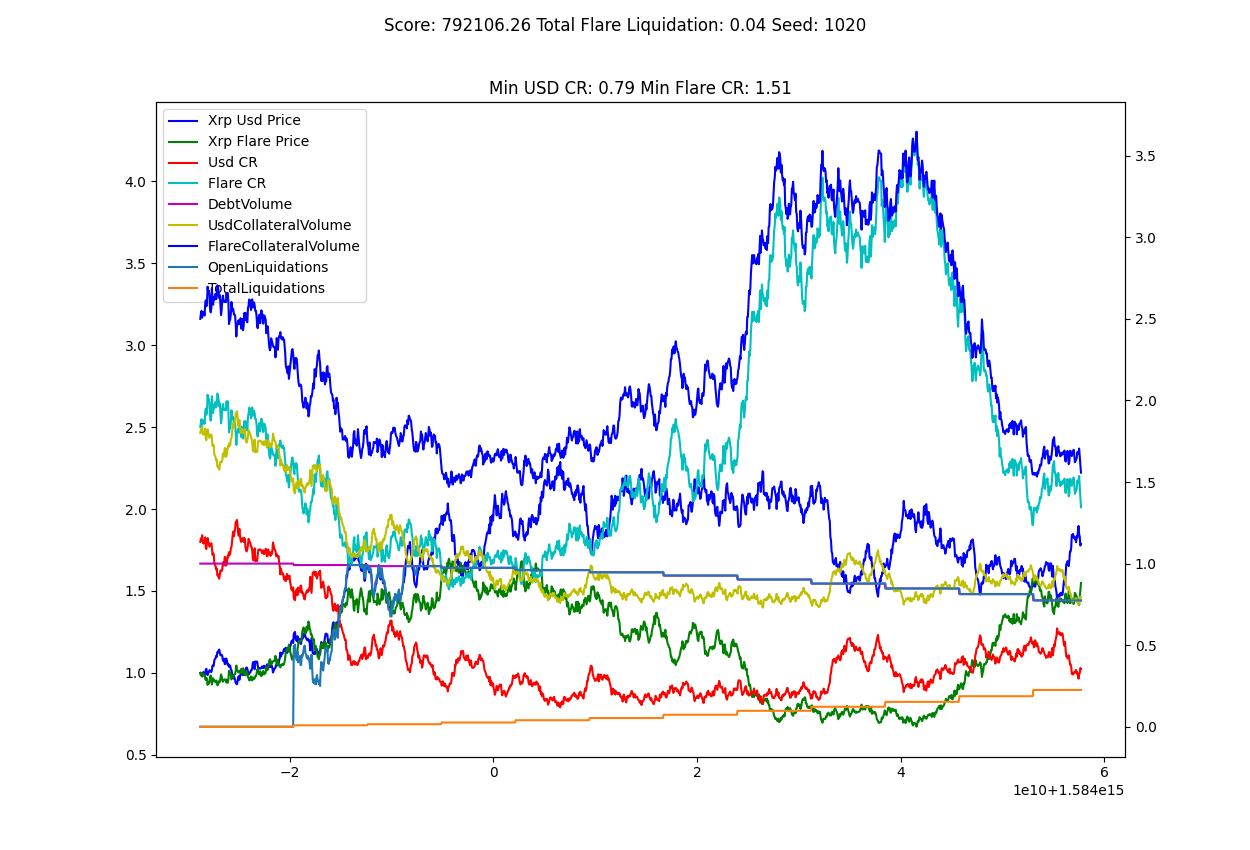 Score: 792106.26 Total Flare Liquidation: 0.04 Seed: 1020
Min USD CR: 0.79 Min Flare CR: 1.51
Xrp Usd Price
Xrp Flare Price
Usd CR
Flare CR
DebtVolume
UsdCollateralVolume
FlareCollateralVolume
OpenLiquidations
TotalLiquidations
4.0
3.5
3.0
2.5
2.0
1.5
1.0
0.5
3.5
3.0
2.5
2.0
1.5
1.0
0.5
0.0
−2 0 2 4 6
1e10+1.584e15